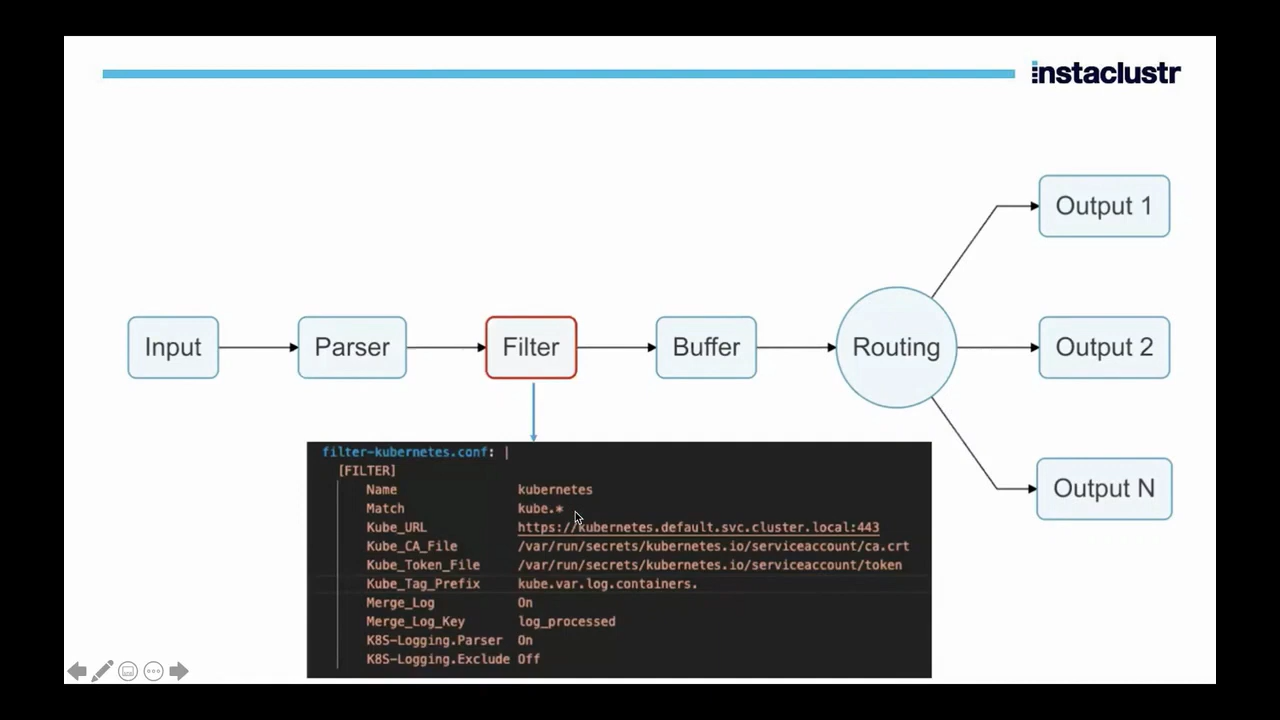 instaclustr
Output 1
Input
Parser
Filter
Buffer
Routing
Output 2
Output N
filter-kubernetes.conf: |
[FILTER]
Name kubernetes
Match kube.*
Kube_URL https://kubernetes.default.svc.cluster.local:443
Kube_CA_File /var/run/secrets/kubernetes.io/serviceaccount/ca.crt
Kube_Token_File /var/run/secrets/kubernetes.io/serviceaccount/token
Kube_Tag_Prefix kube.var.log.containers.
Merge_Log On
Merge_Log_Key log_processed
K8S-Logging.Parser On
K8S-Logging.Exclude Off